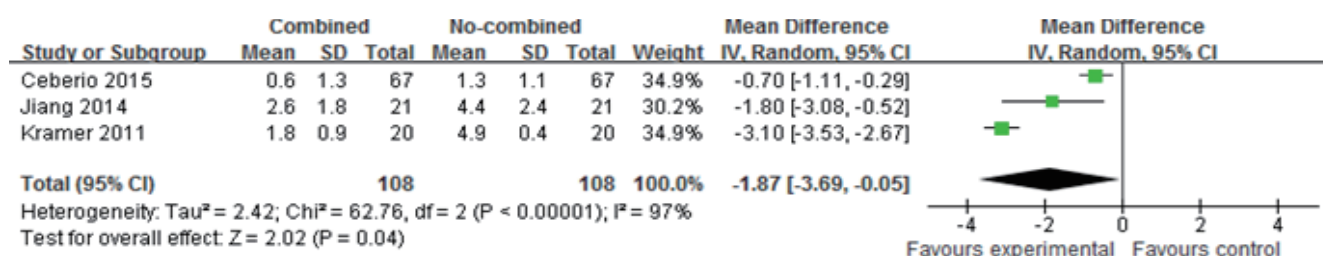 Combined No-combined Mean Difference Mean Difference
Study or Subgroup Mean SD Total Mean SD Total Weight IV, Random, 95% CI IV, Random, 95% CI
Ceberio 2015 0.6 1.3 67 1.3 1.1 67 34.9% -0.70 [-1.11, -0.29]
Jiang 2014 2.6 1.8 21 4.4 2.4 21 30.2% -1.80 [-3.08, -0.52]
Kramer 2011 1.8 0.9 20 4.9 0.4 20 34.9% -3.10 [-3.53, -2.67]
Total (95% CI) 108 108 100.0% -1.87 [-3.69, -0.05]
Heterogeneity: Tau² = 2.42; Chi² = 62.76, df = 2 (P < 0.00001); I² = 97%
Test for overall effect: Z = 2.02 (P = 0.04)
-4 -2 0 2 4
Favours experimental Favours control